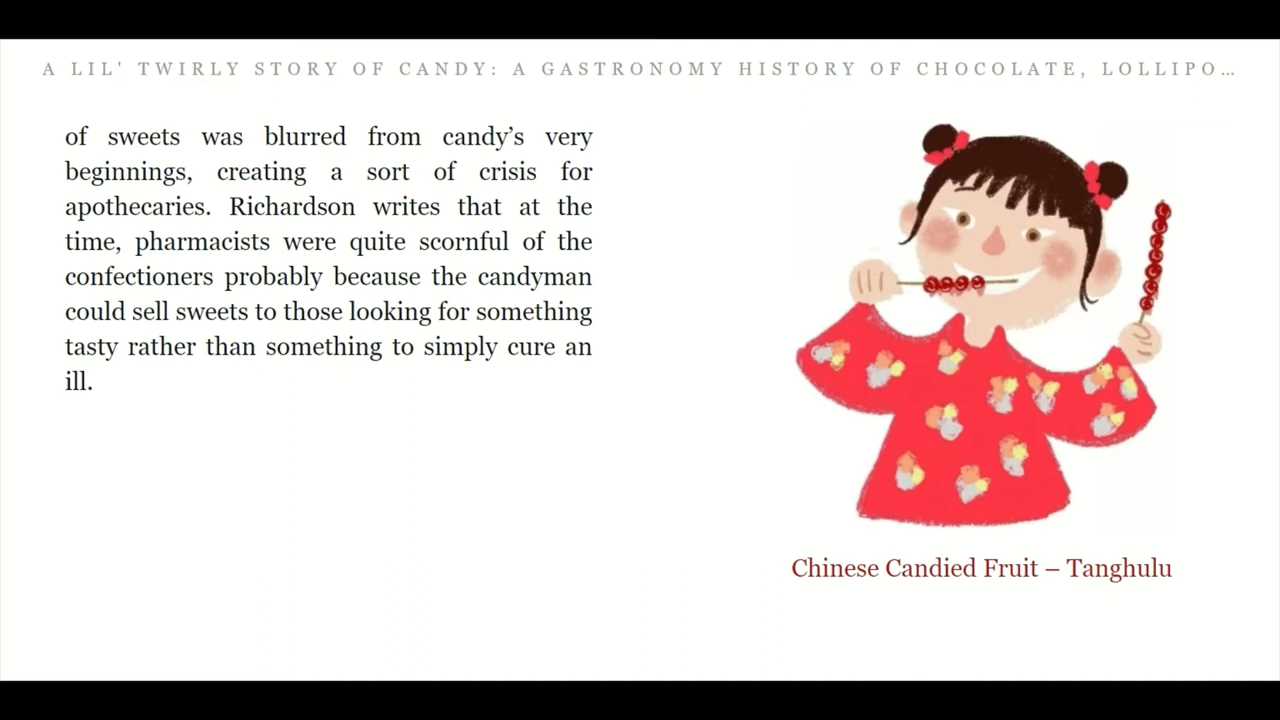 A LIL' TWIRLY STORY OF CANDY: A GASTRONOMY HISTORY OF CHOCOLATE, LOLLIPO…
of sweets was blurred from candy’s very
beginnings, creating a sort of crisis for
apothecaries. Richardson writes that at the
time, pharmacists were quite scornful of the
confectioners probably because the candyman
could sell sweets to those looking for something
tasty rather than something to simply cure an
ill.
Chinese Candied Fruit – Tanghulu